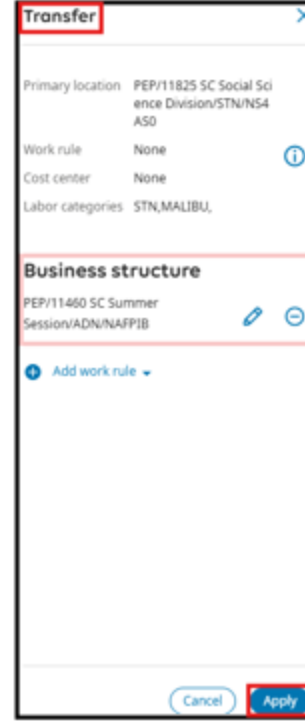 Transfer
Primary location PEP/11825 SC Social Sci
ence Division/STN/NS4
AS0
Work rule None
Cost center None
Labor categories STN,MALIBU,
Business structure
PEP/11460 SC Summer
Session/ADN/NAFPIB
Add work rule
Cancel Apply